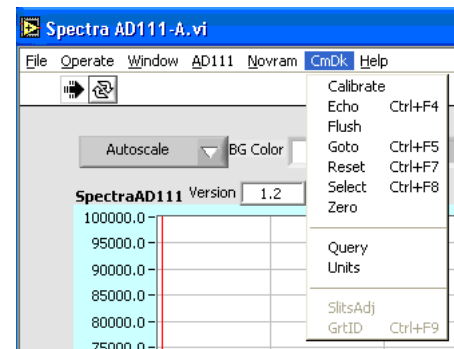 Spectra AD111-A.vi
File Operate Window AD111 Novram CmDk Help
Calibrate
Echo Ctrl+F4
Flush
Goto Ctrl+F5
Reset Ctrl+F7
Select Ctrl+F8
Zero
Query
Units
SlitsAdj
GrtID Ctrl+F9
Autoscale BG Color
SpectraAD111 Version 1.2
100000.0
95000.0
90000.0
85000.0
80000.0
75000.0